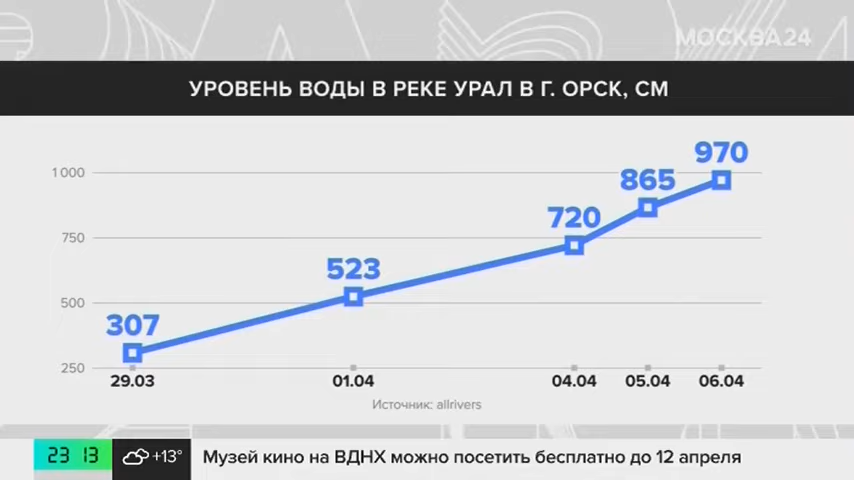 МОСКВА24
УРОВЕНЬ ВОДЫ В РЕКЕ УРАЛ В Г. ОРСК, СМ
970
865
1 000
720
750
523
500
307
250
29.03 01.04 04.04 05.04 06.04
Источник: allrivers
23 13 +13° Музей кино на ВДНХ можно посетить бесплатно до 12 апреля